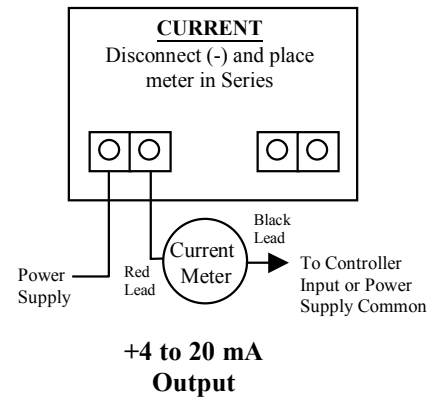 CURRENT
Disconnect (-) and place
meter in Series
Black
Lead
Current
Meter
Red
Lead
Power
Supply
To Controller
Input or Power
Supply Common
+4 to 20 mA
Output